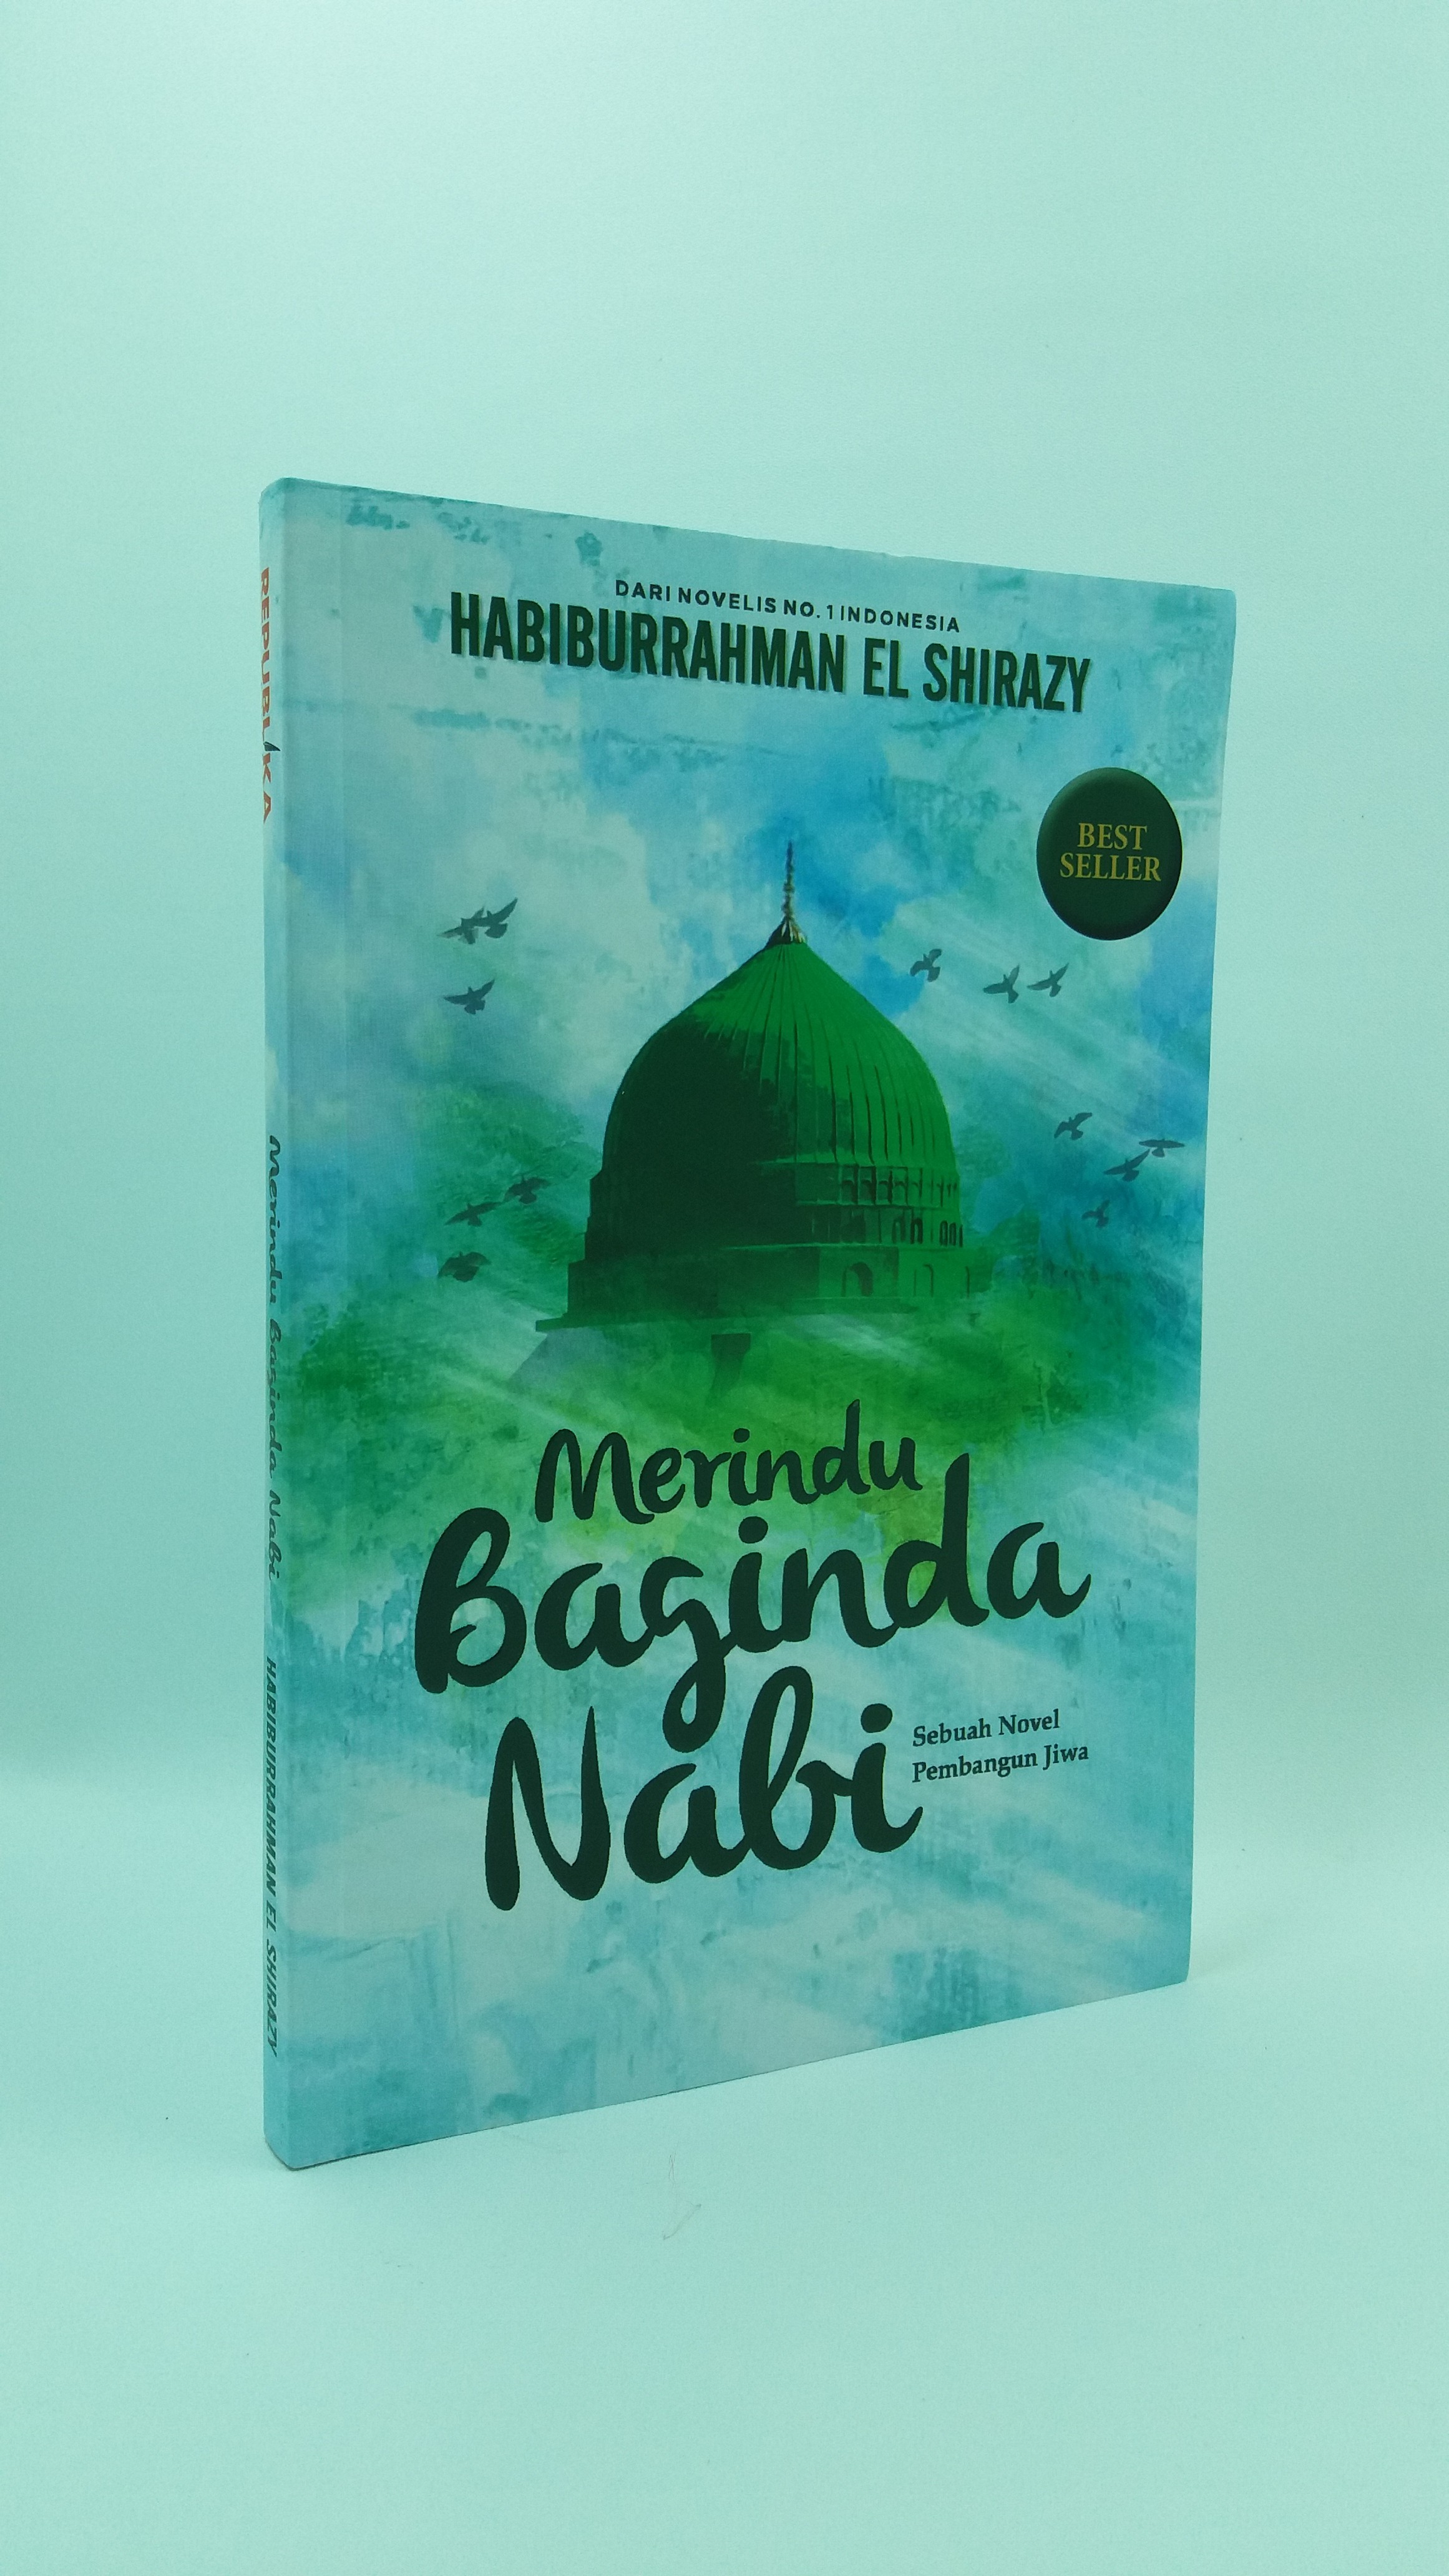 DARI NOVELIS NO. 1 INDONESIA
HABIBURRAHMAN EL SHIRAZY
BEST
SELLER
Merindu
Baginda
Nabi
Sebuah Novel
Pembangun Jiwa
REPUBLIKA
Merindu Baginda Nabi
HABIBURRAHMAN EL SHIRAZY